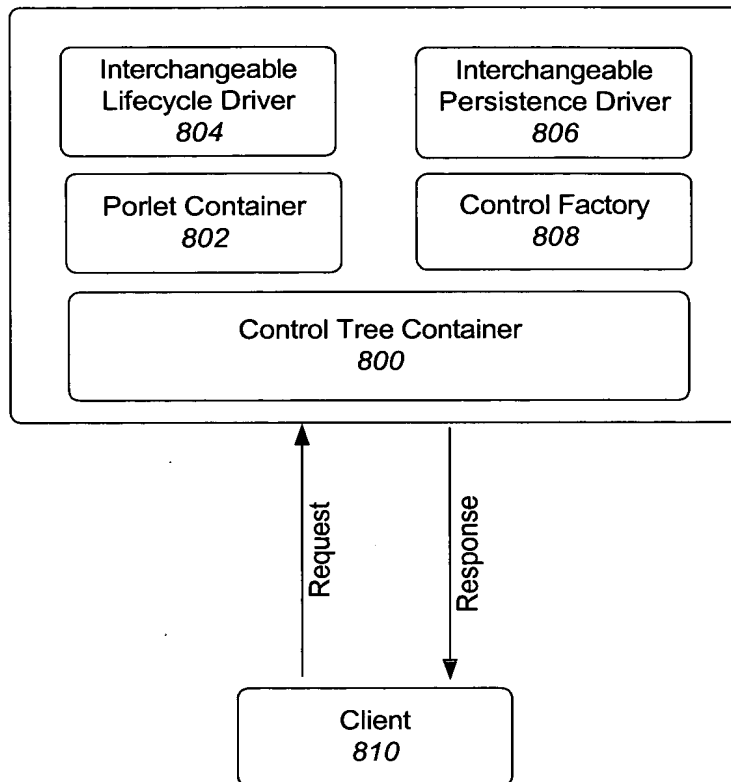 Interchangeable
Lifecycle Driver
804
Interchangeable
Persistence Driver
806
Porlet Container
802
Control Factory
808
Control Tree Container
800
Request
Response
Client
810